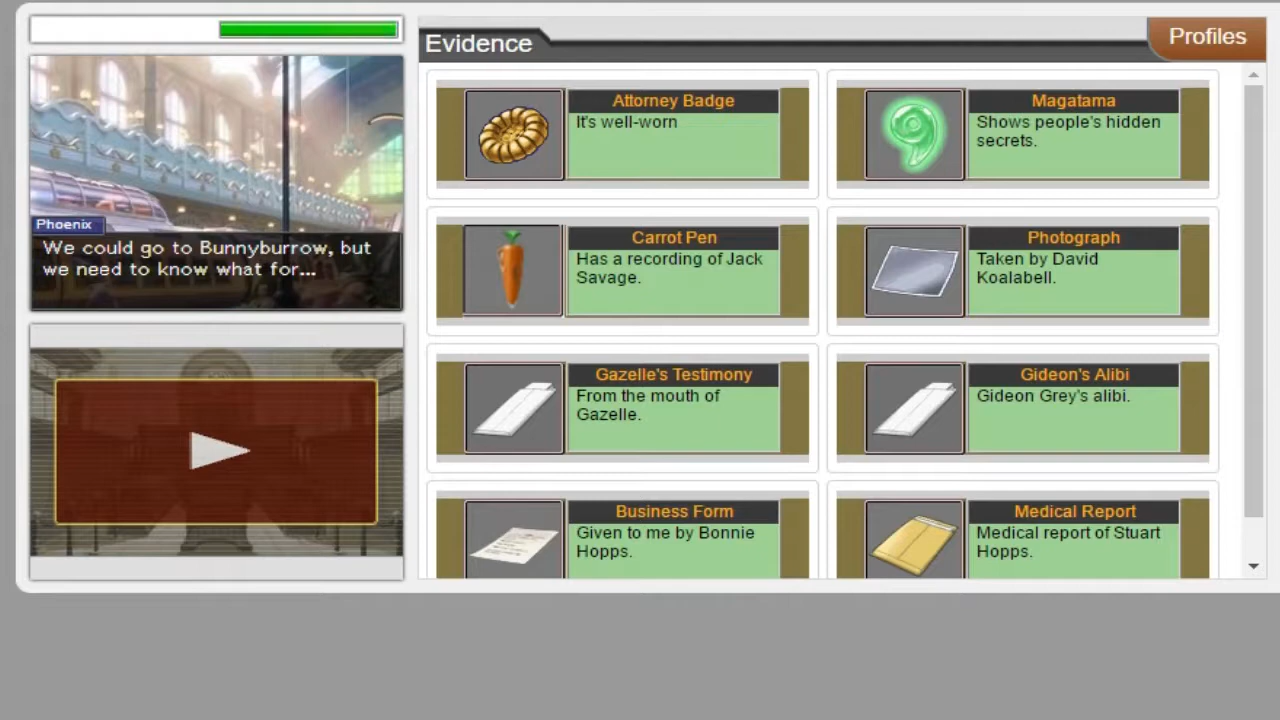 Evidence
Profiles
Phoenix
We could go to Bunnyburrow, but
we need to know what for...
Attorney Badge
It's well-worn
Magatama
Shows people's hidden
secrets.
Carrot Pen
Has a recording of Jack
Savage.
Photograph
Taken by David
Koalabell.
Gazelle's Testimony
From the mouth of
Gazelle.
Gideon's Alibi
Gideon Grey's alibi.
Business Form
Given to me by Bonnie
Hopps.
Medical Report
Medical report of Stuart
Hopps.